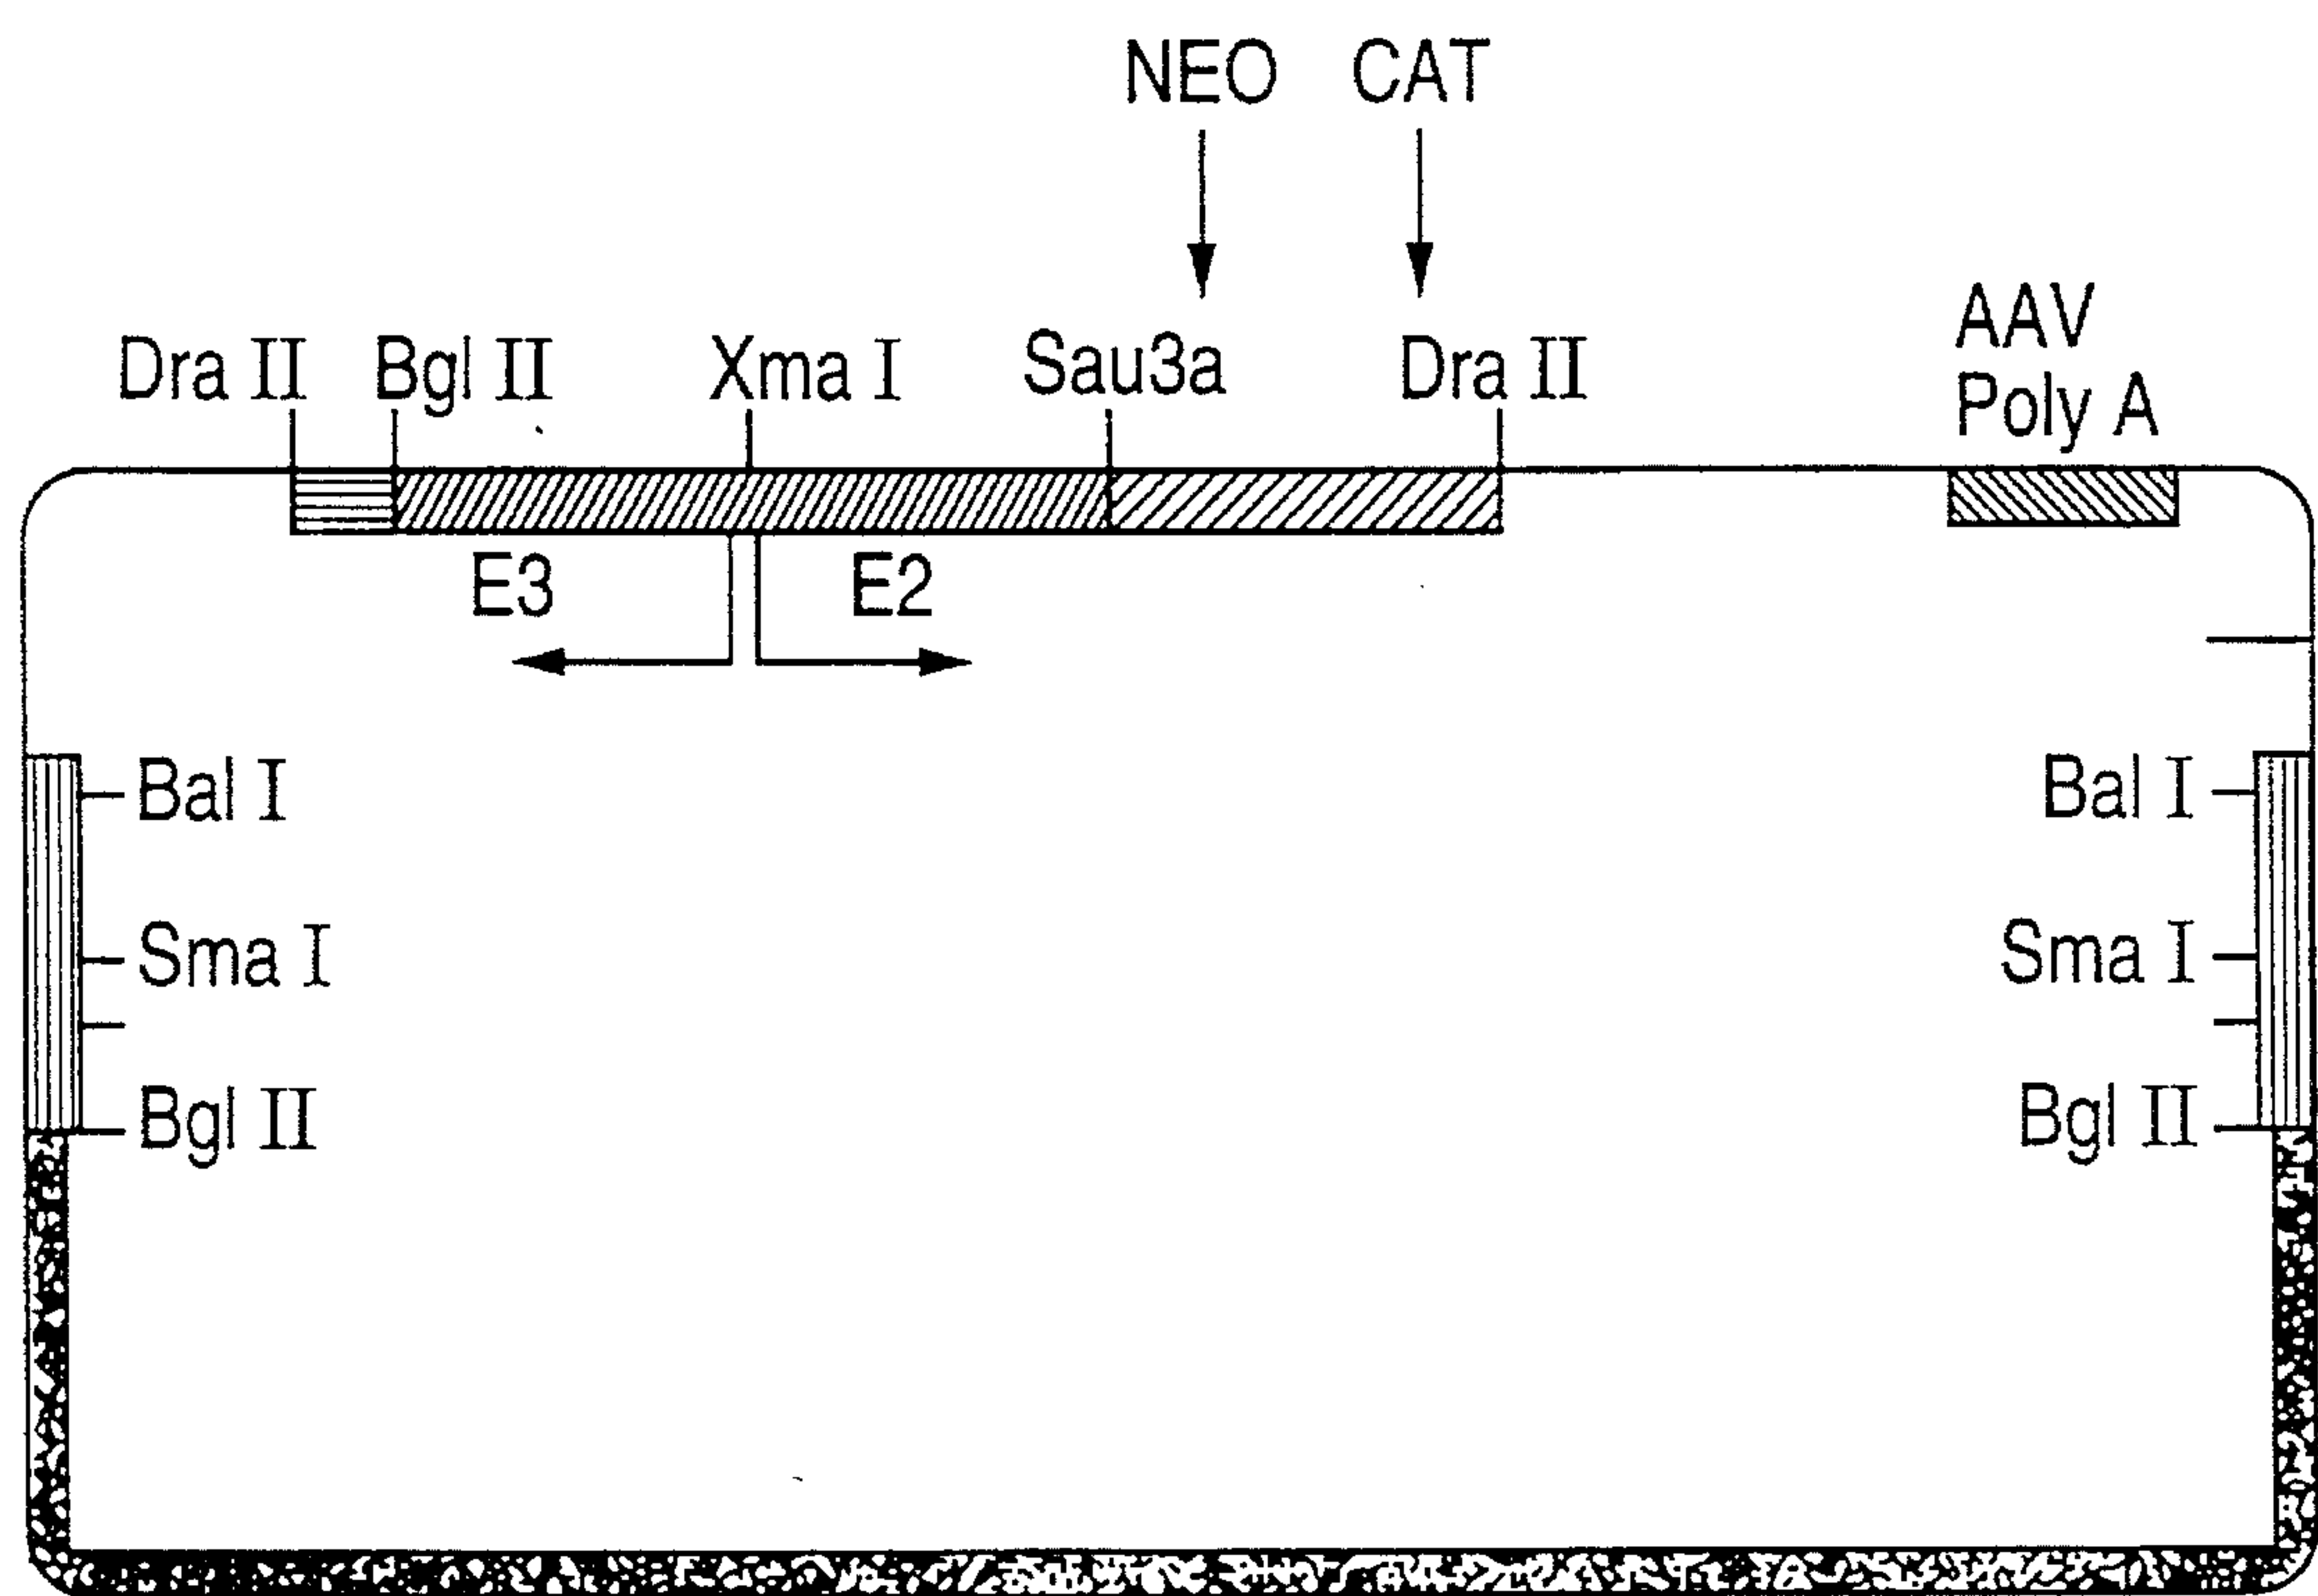 NEO CAT
AAV
Poly A
Dra II Bgl II Xma I Sau3a Dra II
E3 E2
Bal I Bal I
Sma I Sma I
Bgl II Bgl II